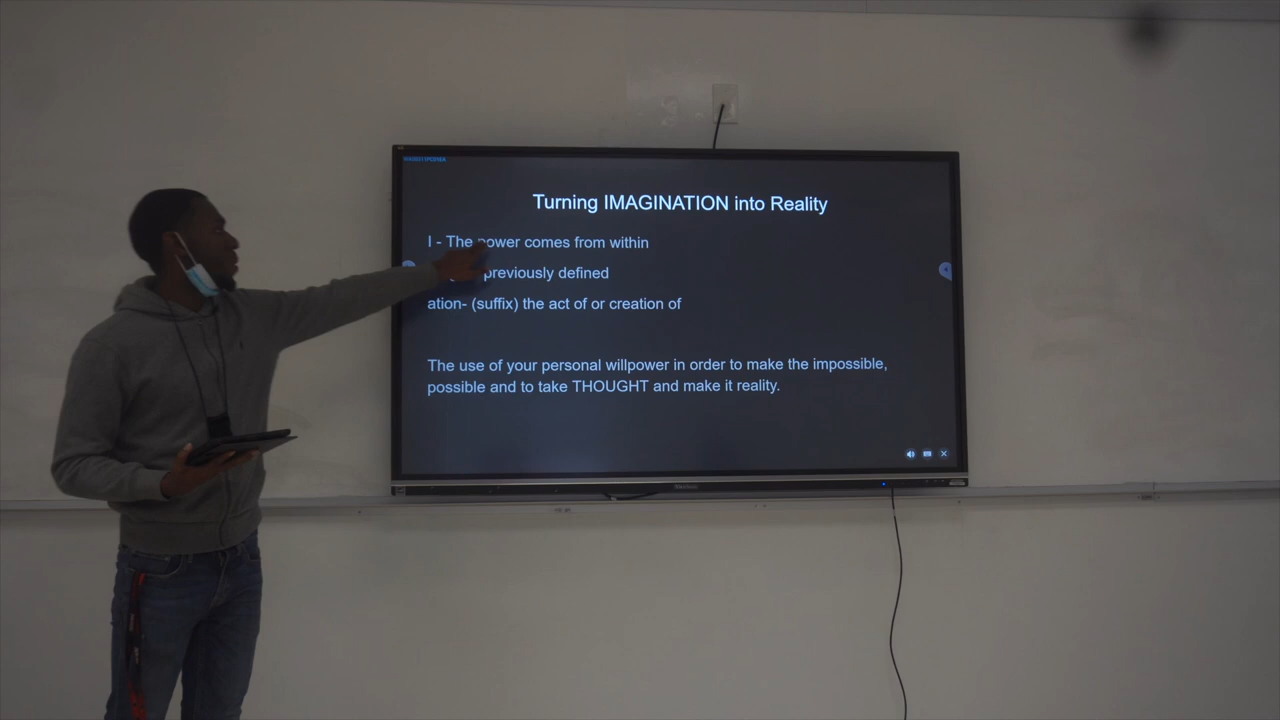 Turning IMAGINATION into Reality
I - The power comes from within
previously defined
ation- (suffix) the act of or creation of
The use of your personal willpower in order to make the impossible,
possible and to take THOUGHT and make it reality.